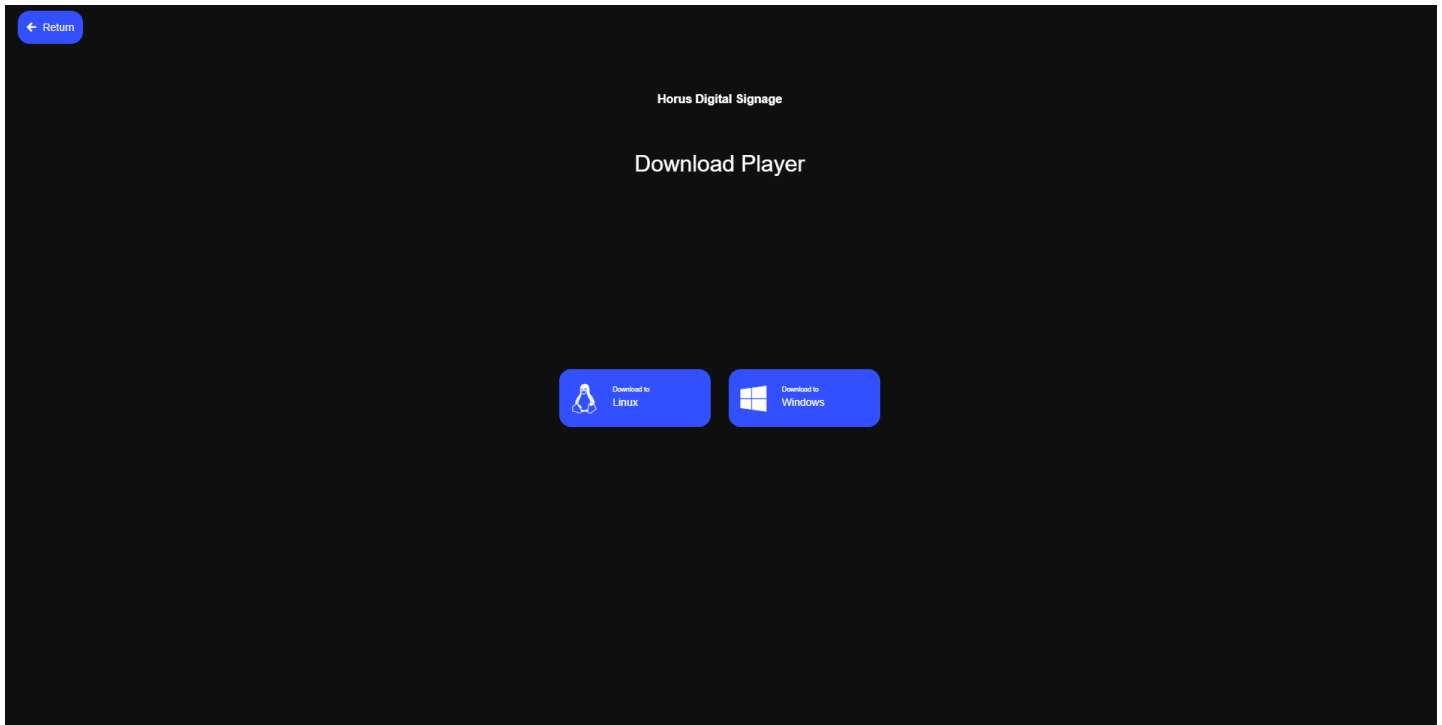 Return
Horus Digital Signage
Download Player
Download to
Linux
Download to
Windows